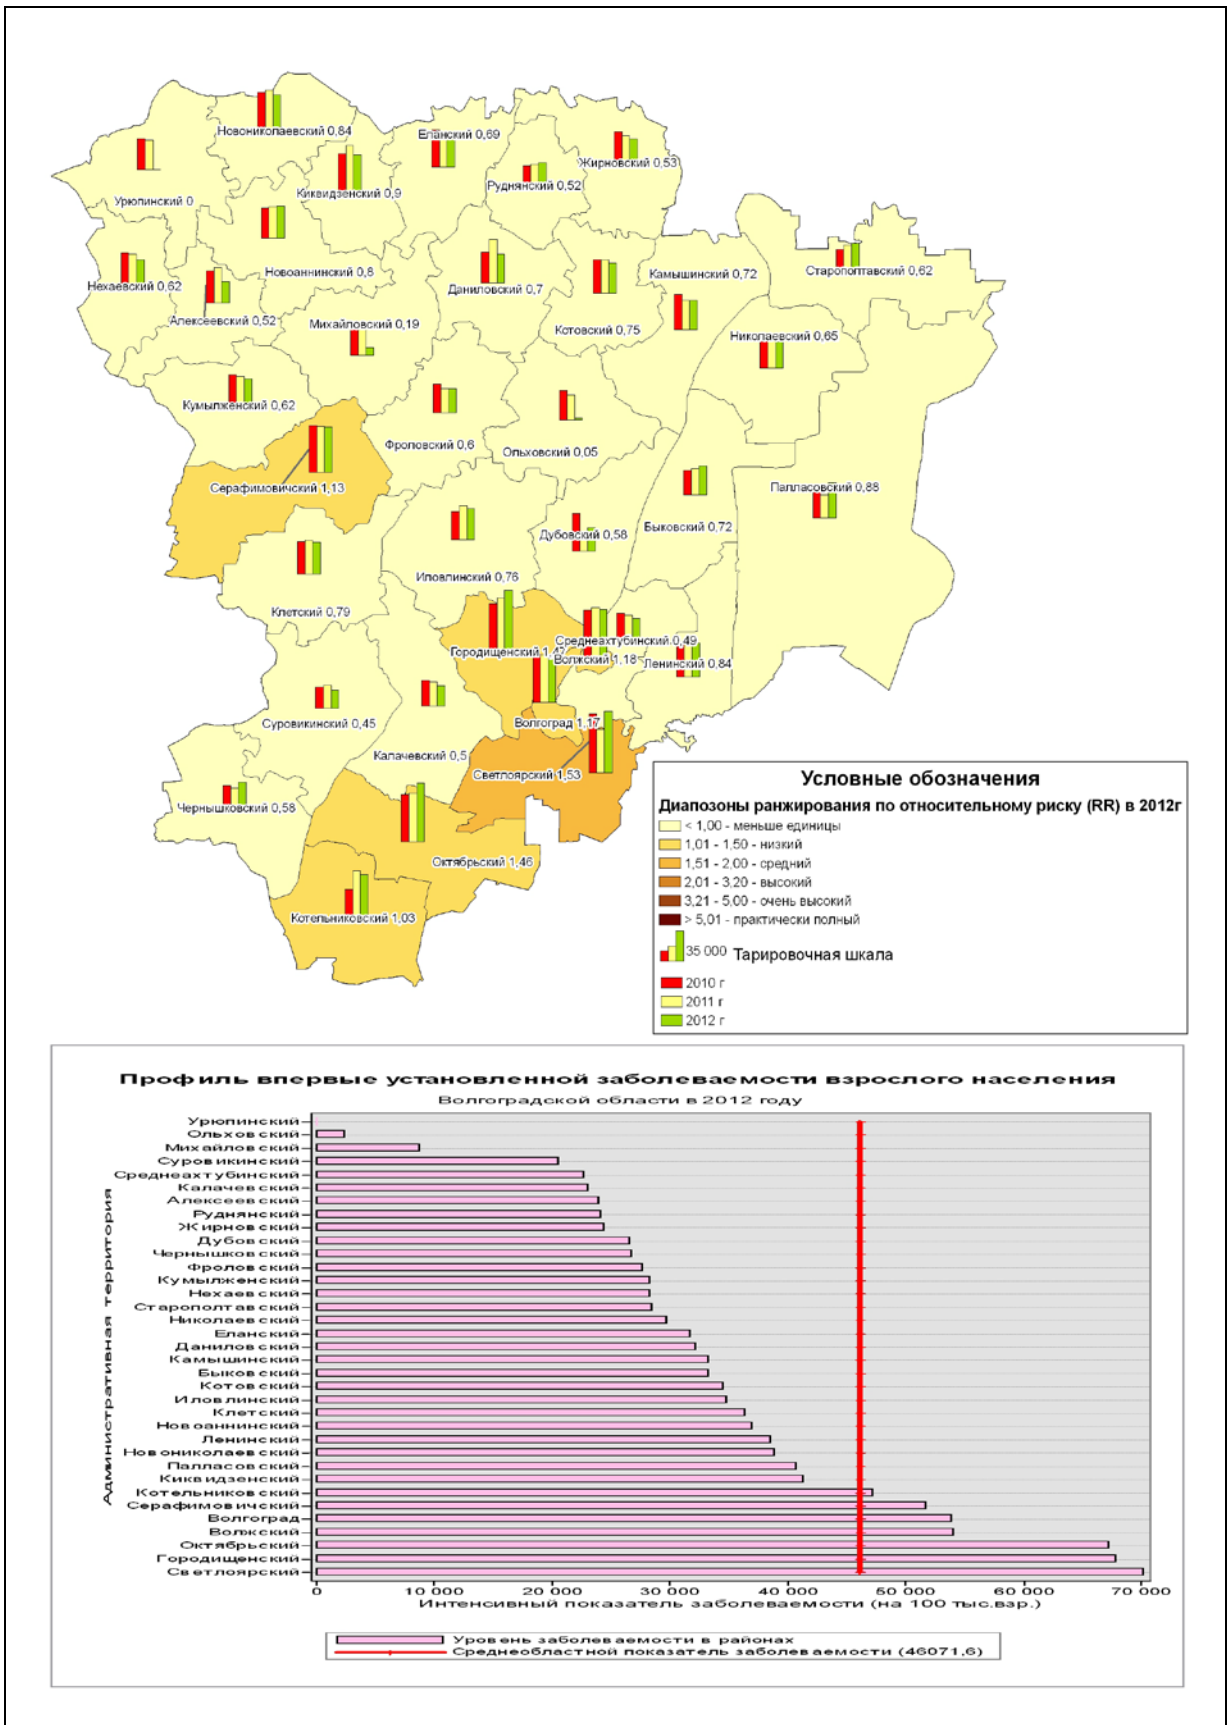 Новониколаевский 0,84
Еланский 0,69
Жирновский 0,53
Руднянский 0,52
Киквидзенский 0,9
Урюпинский 0
Новоаннинский 0,8
Нехаевский 0,62
Алексеевский 0,52
Михайловский 0,19
Даниловский 0,7
Котовский 0,75
Камышинский 0,72
Старополтавский 0,62
Николаевский 0,65
Кумылженский 0,62
Фроловский 0,6
Ольховский 0,05
Серафимовичский 1,13
Палласовский 0,88
Быковский 0,72
Дубовский 0,58
Иловлинский 0,76
Клетский 0,79
Среднеахтубинский 0,49
Городищенский 1,47
Волжский 1,18
Ленинский 0,84
Суровикинский 0,45
Волгоград 1,17
Калачевский 0,5
Светлоярский 1,53
Чернышковский 0,58
Октябрьский 1,46
Котельниковский 1,03
Условные обозначения
Диапозоны ранжирования по относительному риску (RR) в 2012г
< 1,00 - меньше единицы
1,01 - 1,50 - низкий
1,51 - 2,00 - средний
2,01 - 3,20 - высокий
3,21 - 5,00 - очень высокий
> 5,01 - практически полный
35 000 Тарировочная шкала
2010 г
2011 г
2012 г
Профиль впервые установленной заболеваемости взрослого населения
Волгоградской области в 2012 году
Административная территория
Урюпинский
Ольховский
Михайловский
Суровикинский
Среднеахтубинский
Калачевский
Алексеевский
Руднянский
Жирновский
Дубовский
Чернышковский
Фроловский
Кумылженский
Нехаевский
Старополтавский
Николаевский
Еланский
Даниловский
Камышинский
Быковский
Котовский
Иловлинский
Клетский
Новоаннинский
Ленинский
Новониколаевский
Палласовский
Киквидзенский
Котельниковский
Серафимовичский
Волгоград
Волжский
Октябрьский
Городищенский
Светлоярский
0 10 000 20 000 30 000 40 000 50 000 60 000 70 000
Интенсивный показатель заболеваемости (на 100 тыс.взр.)
Уровень заболеваемости в районах
Среднеобластной показатель заболеваемости (46071,6)